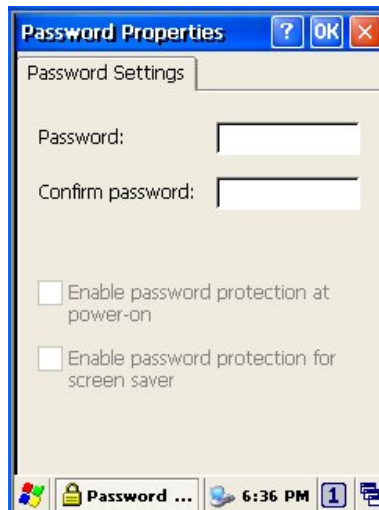 Password Properties ? OK ×
Password Settings
Password:
Confirm password:
Enable password protection at
power-on
Enable password protection for
screen saver
Password ... 6:36 PM 1